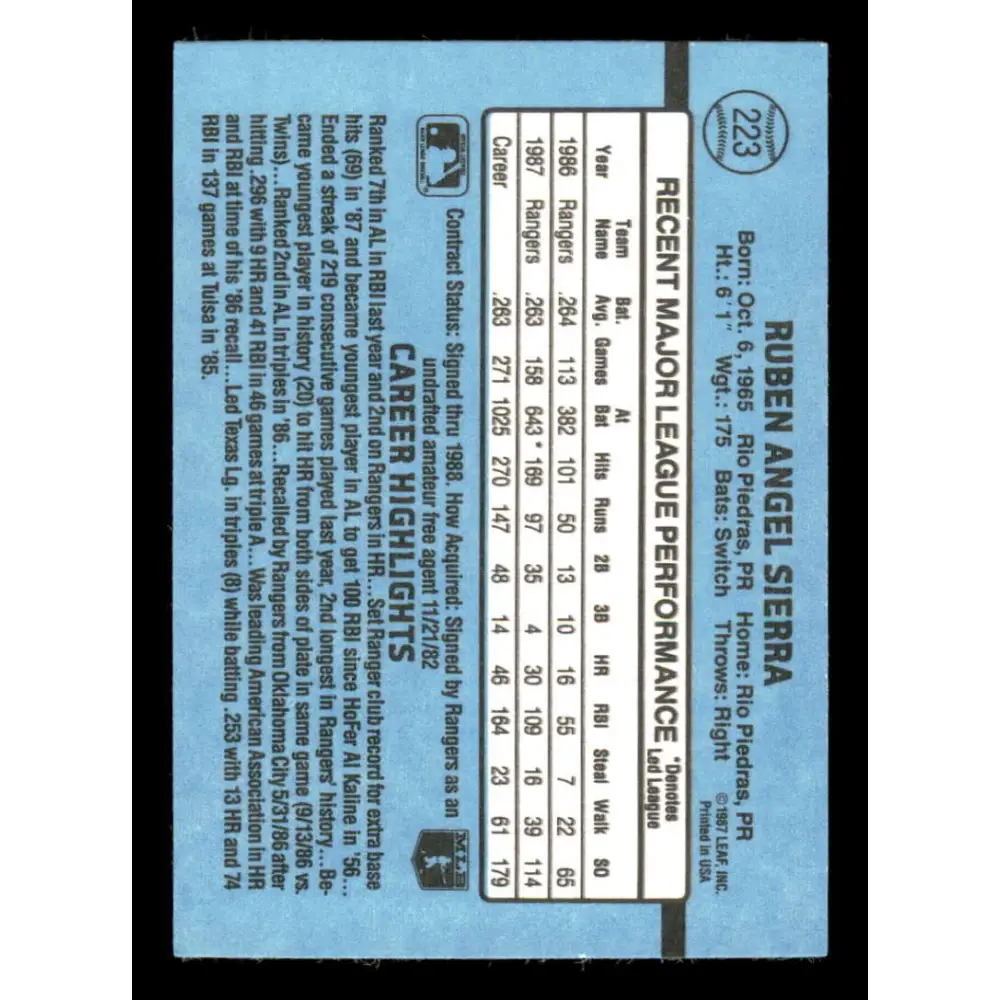 223
RUBEN ANGEL SIERRA
Born: Oct. 6, 1965 Rio Piedras, PR Home: Rio Piedras, PR
Ht.: 6'1" Wgt.: 175 Bats: Switch Throws: Right
©1987 LEAF, INC.
Printed in USA
RECENT MAJOR LEAGUE PERFORMANCE *Denotes Led League
Year Team Name Bat. Avg. Games At Bat Hits Runs 2B 3B HR RBI Steal Walk SO
1986 Rangers .264 113 382 101 50 13 10 16 55 7 22 65
1987 Rangers .263 158 643* 169 97 35 4 30 109 16 39 114
Career .263 271 1025 270 147 48 14 46 164 23 61 179
Contract Status: Signed thru 1988. How Acquired: Signed by Rangers as an
undrafted amateur free agent 11/21/82
MLB
CAREER HIGHLIGHTS
Ranked 7th in AL in RBI last year and 2nd on Rangers in HR... Set Ranger club record for extra base
hits (69) in '87 and became youngest player in AL to get 100 RBI since HoFer Al Kaline in '56...
Ended a streak of 219 consecutive games played last year, 2nd longest in Rangers' history... Be-
came youngest player in history (20) to hit HR from both sides of plate in same game (9/13/86 vs.
Twins)... Ranked 2nd in AL in triples in '86... Recalled by Rangers from Oklahoma City 5/31/86 after
hitting .296 with 9 HR and 41 RBI in 46 games at triple A... Was leading American Association in HR
and RBI at time of his '86 recall... Led Texas Lg. in triples (8) while batting .253 with 13 HR and 74
RBI in 137 games at Tulsa in '85.